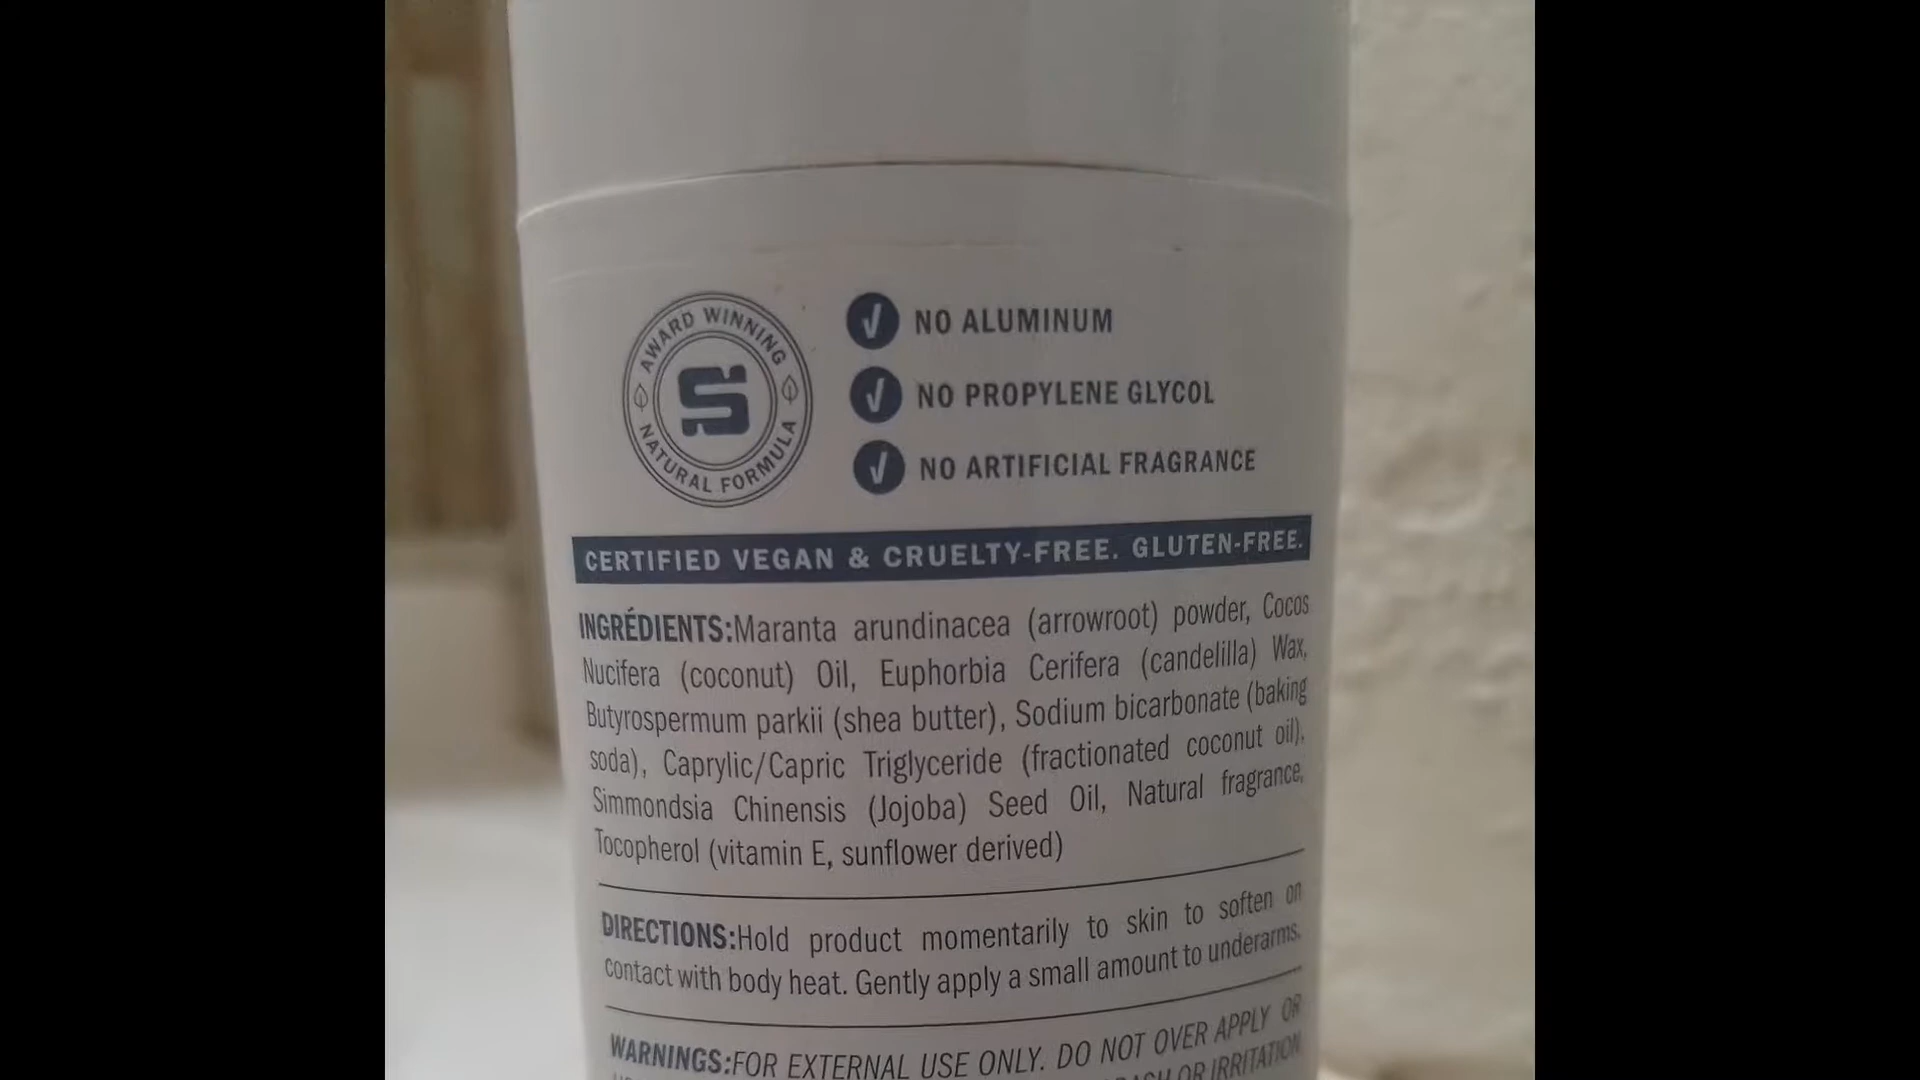 AWARD WINNING
S
NATURAL FORMULA
NO ALUMINUM
NO PROPYLENE GLYCOL
NO ARTIFICIAL FRAGRANCE
CERTIFIED VEGAN & CRUELTY-FREE. GLUTEN-FREE.
INGRÉDIENTS:Maranta arundinacea (arrowroot) powder, Cocos
Nucifera (coconut) Oil, Euphorbia Cerifera (candelilla) Wax,
Butyrospermum parkii (shea butter), Sodium bicarbonate (baking
soda), Caprylic/Capric Triglyceride (fractionated coconut oil),
Simmondsia Chinensis (Jojoba) Seed Oil, Natural fragrance,
Tocopherol (vitamin E, sunflower derived)
DIRECTIONS:Hold product momentarily to skin to soften on
contact with body heat. Gently apply a small amount to underarms.
WARNINGS:FOR EXTERNAL USE ONLY. DO NOT OVER APPLY OR
OR IRRITATION